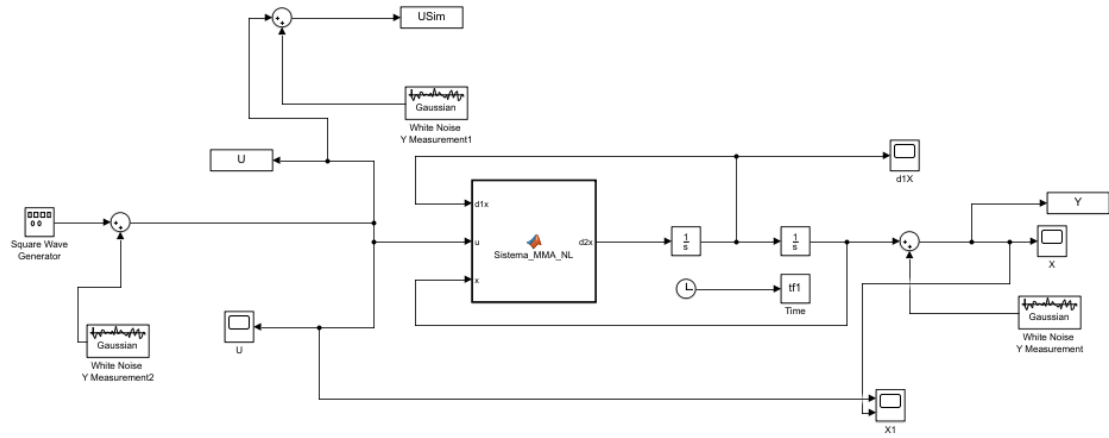 USim
Gaussian
White Noise
Y Measurement1
U
d1X
Square Wave
Generator
d1x
u
x
Sistema_MMA_NL
d2x
1
s
1
s
Y
X
tf1
Time
Gaussian
White Noise
Y Measurement
U
Gaussian
White Noise
Y Measurement2
X1